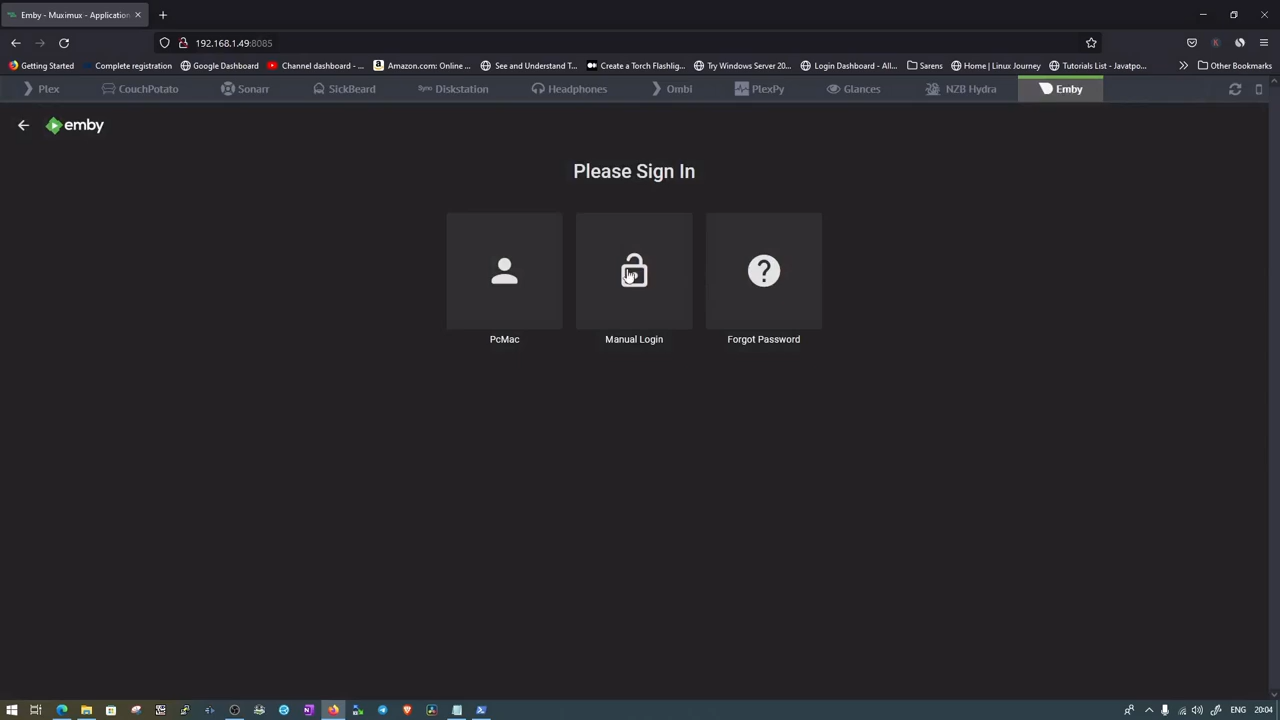 Emby - Muximux - Application
192.168.1.49:8085
Getting Started
Complete registration
Google Dashboard
Channel dashboard - ...
Amazon.com: Online ...
See and Understand T...
Create a Torch Flashlig...
Try Windows Server 20...
Login Dashboard - All...
Sarens
Home | Linux Journey
Tutorials List - Javatpo...
Other Bookmarks
Plex
CouchPotato
Sonarr
SickBeard
Sync Diskstation
Headphones
Ombi
PlexPy
Glances
NZB Hydra
Emby
emby
Please Sign In
PcMac
Manual Login
Forgot Password
ENG
20:04